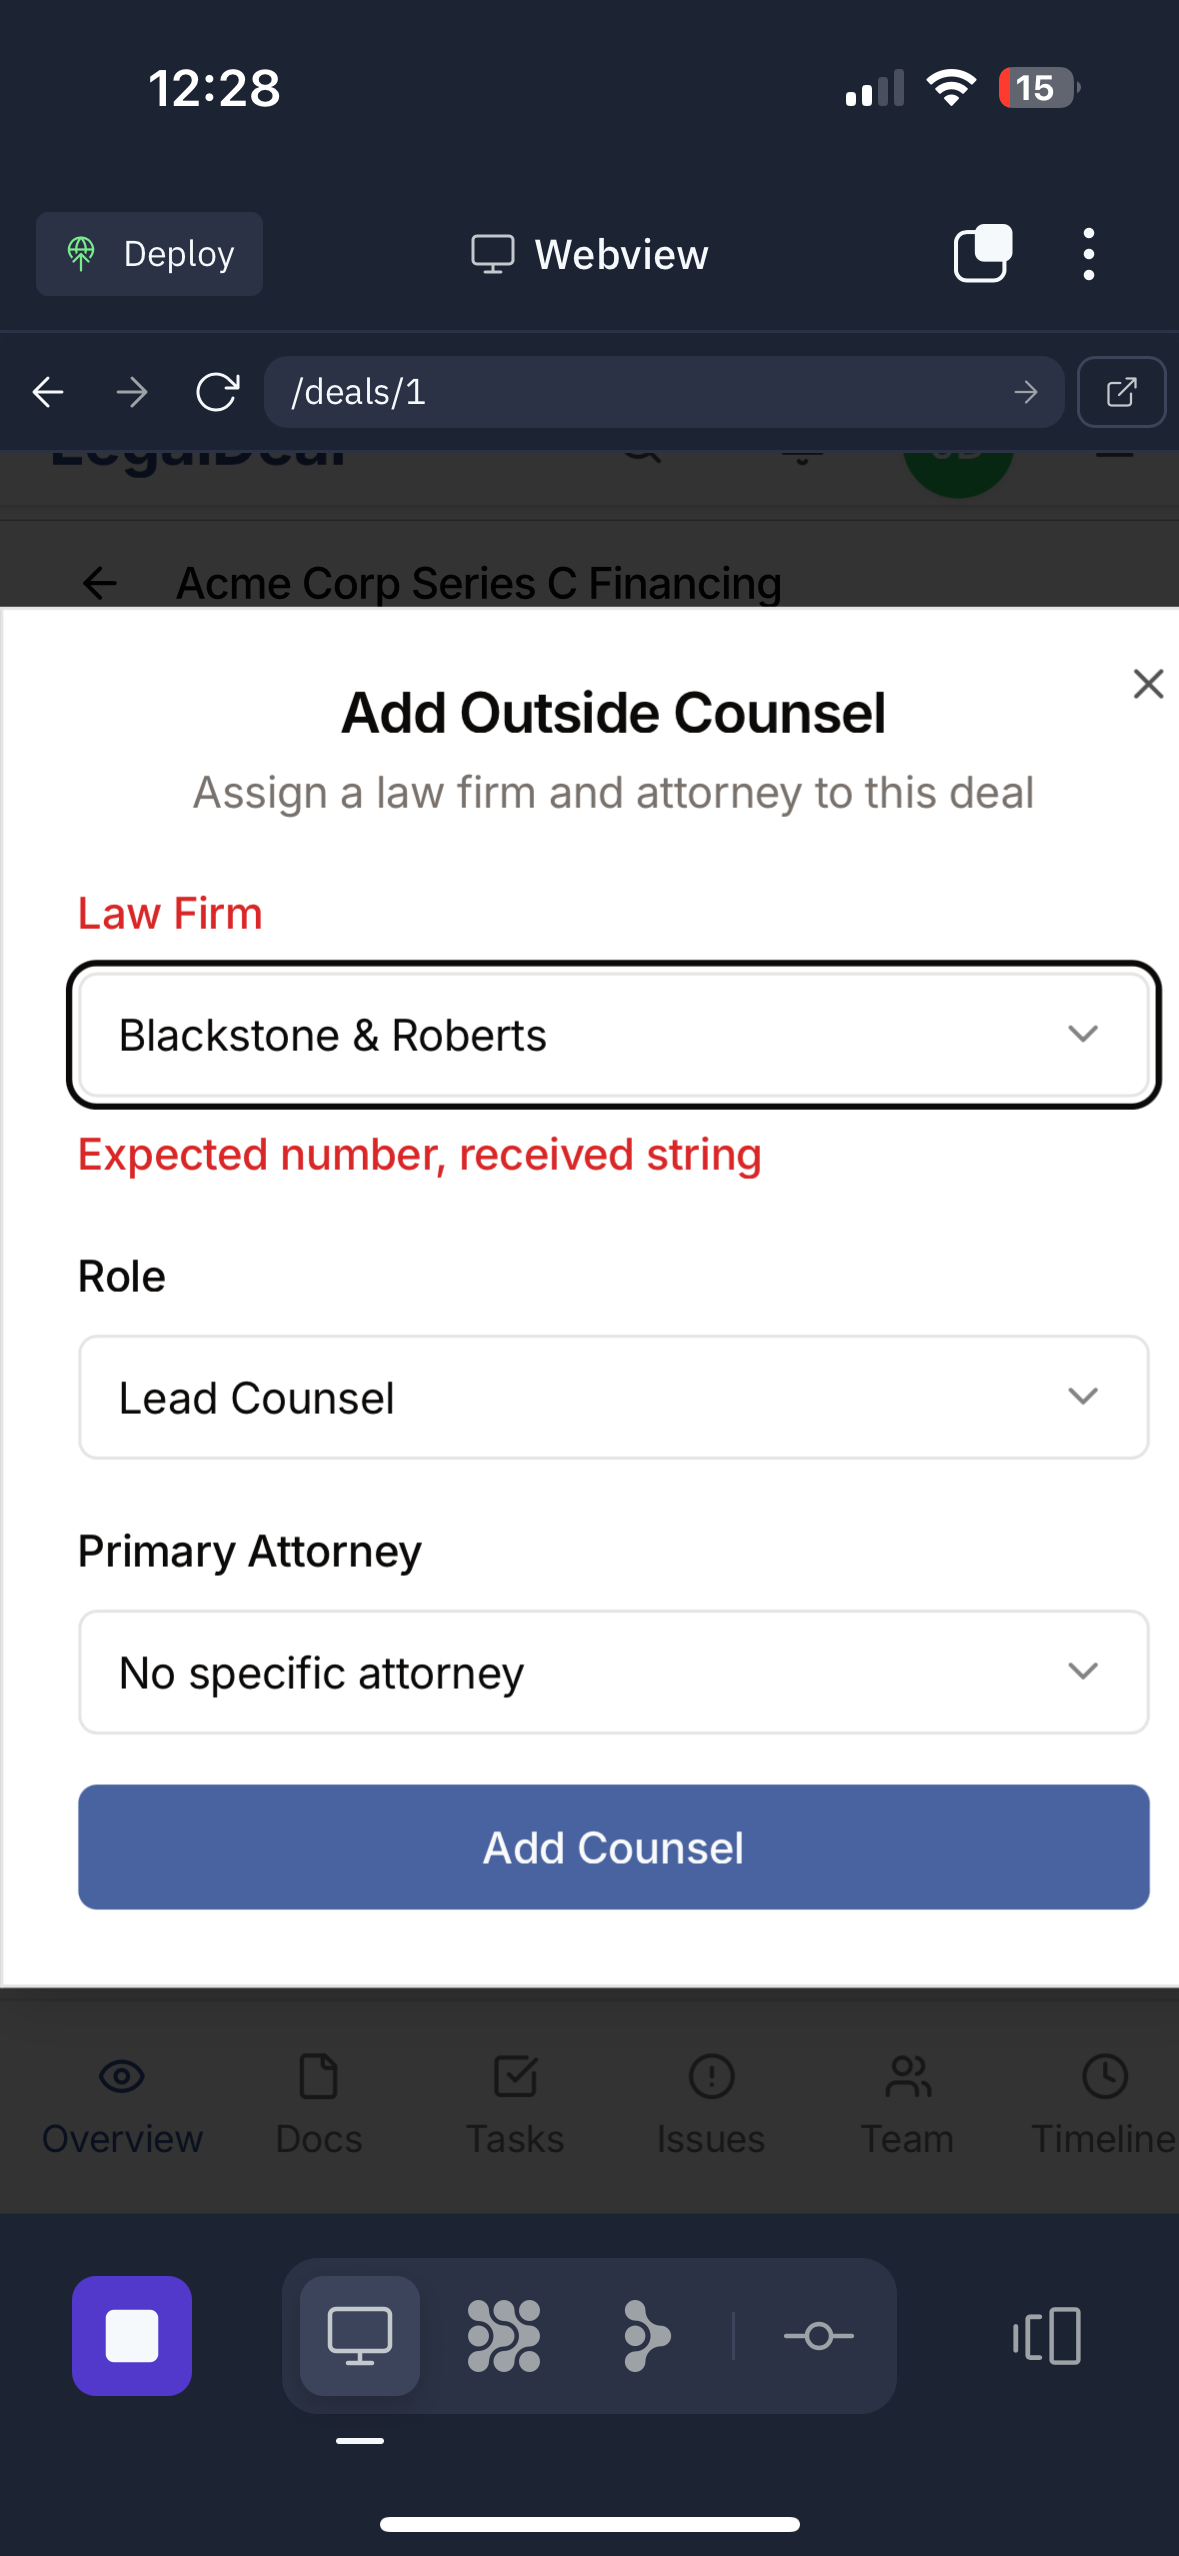 12:28
15
Deploy
Webview
/deals/1
LegalDeal
Acme Corp Series C Financing
Add Outside Counsel
Assign a law firm and attorney to this deal
Law Firm
Blackstone & Roberts
Expected number, received string
Role
Lead Counsel
Primary Attorney
No specific attorney
Add Counsel
Overview
Docs
Tasks
Issues
Team
Timeline